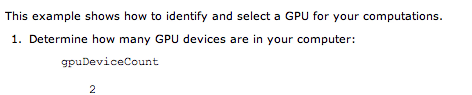 This example shows how to identify and select a GPU for your computations.
1. Determine how many GPU devices are in your computer:
gpuDeviceCount
2